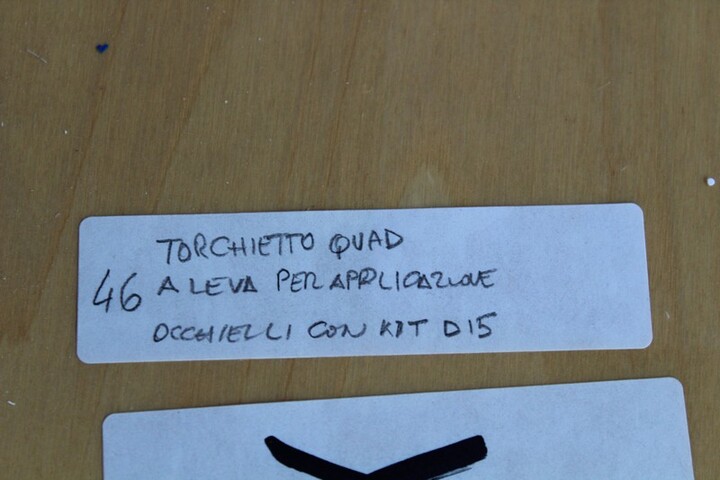 TORCHIETTO QUAD
46 A LEVA PER APPLICAZIONE
OCCHIELLI CON KIT D15